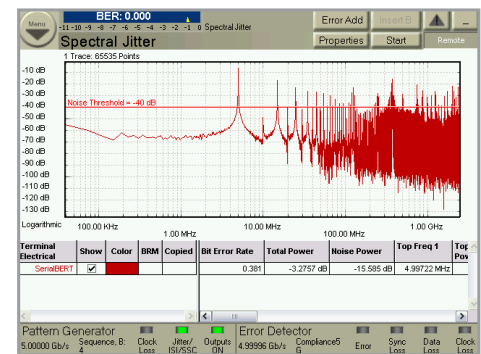 Menu
BER: 0.000
-11 -10 -9 -8 -7 -6 -5 -4 -3 -2 -1 0 Spectral Jitter
Error Add
Insert B
Spectral Jitter
Properties
Start
Remote
1 Trace: 65535 Points
-10 dB
-20 dB
-30 dB
-40 dB
Noise Threshold = -40 dB
-50 dB
-60 dB
-70 dB
-80 dB
-90 dB
-100 dB
-110 dB
-120 dB
-130 dB
Logarithmic
100.00 KHz
1.00 MHz
10.00 MHz
100.00 MHz
1.00 GHz
Terminal Electrical
Show
Color
BRM
Copied
Bit Error Rate
Total Power
Noise Power
Top Freq 1
Top Pow
SerialBERT
0.381
-3.2757 dB
-15.585 dB
4.99722 MHz
Pattern Generator
5.00000 Gb/s
Sequence, B: 4
Clock Loss
Jitter/ ISI/SSC
Outputs ON
Error Detector
4.99996 Gb/s
Compliance5 G
Error
Sync Loss
Data Loss
Clock Loss